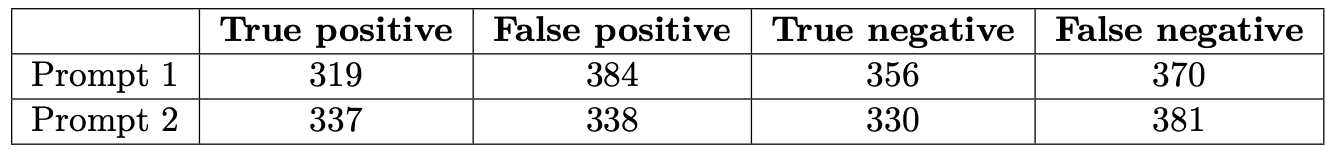 True positive False positive True negative False negative
Prompt 1 319 384 356 370
Prompt 2 337 338 330 381